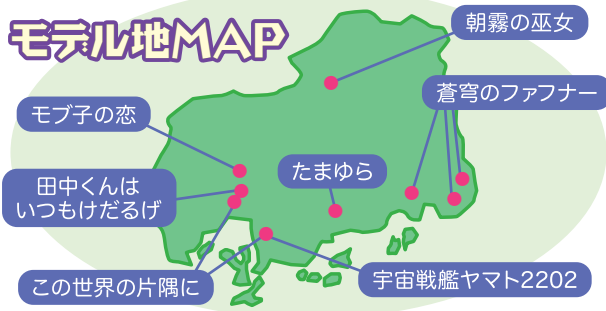 モデル地MAP
朝霧の巫女
蒼穹のファフナー
モブ子の恋
たまゆら
田中くんは
いつもけだるげ
この世界の片隅に
宇宙戦艦ヤマト2202